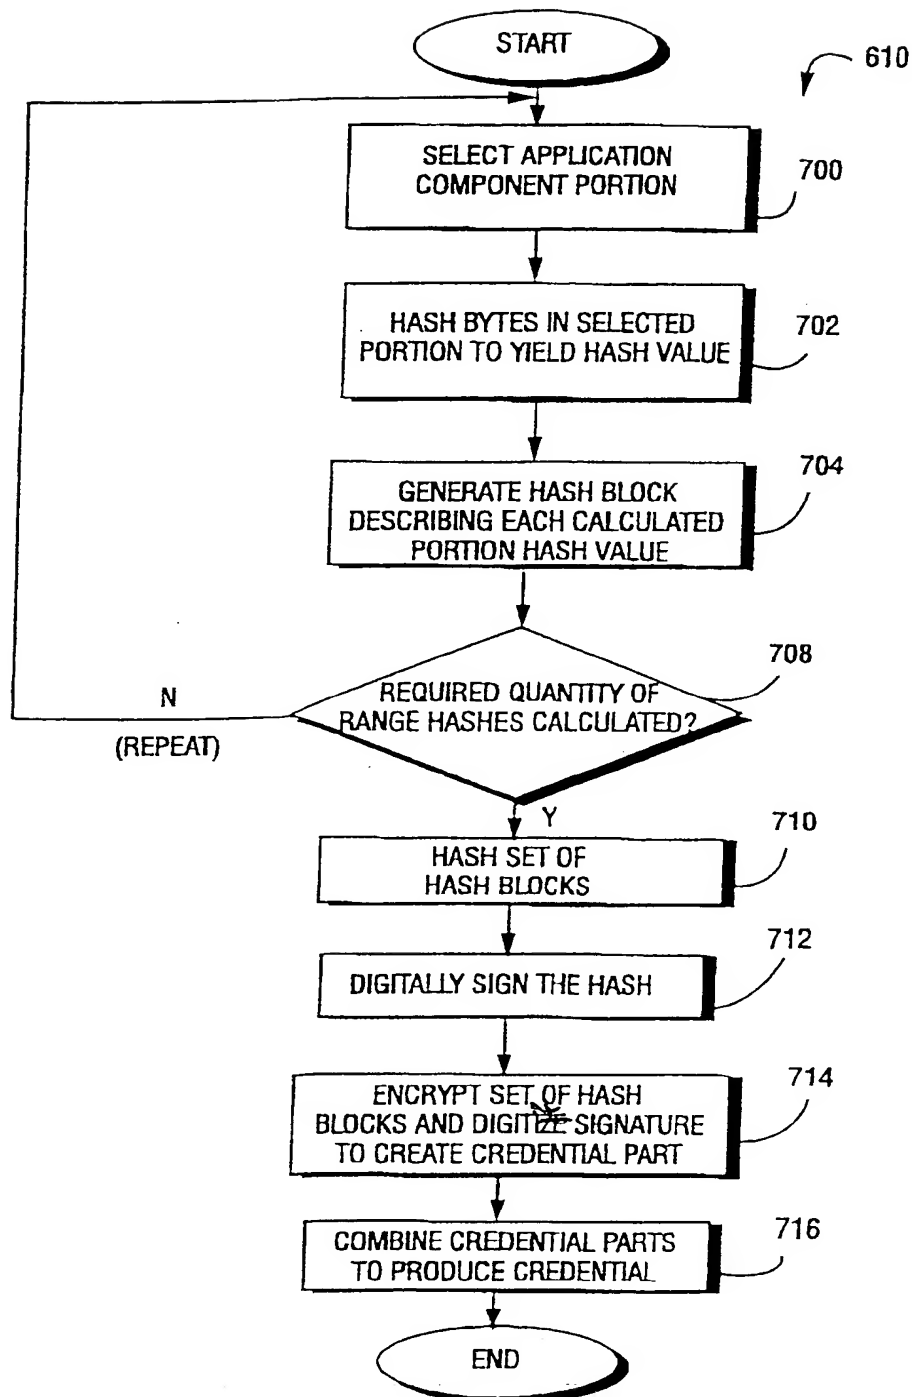 START
610
SELECT APPLICATION
COMPONENT PORTION
700
HASH BYTES IN SELECTED
PORTION TO YIELD HASH VALUE
702
GENERATE HASH BLOCK
DESCRIBING EACH CALCULATED
PORTION HASH VALUE
704
REQUIRED QUANTITY OF
RANGE HASHES CALCULATED?
708
N
(REPEAT)
Y
HASH SET OF
HASH BLOCKS
710
DIGITALLY SIGN THE HASH
712
ENCRYPT SET OF HASH
BLOCKS AND DIGITIZE SIGNATURE
TO CREATE CREDENTIAL PART
714
COMBINE CREDENTIAL PARTS
TO PRODUCE CREDENTIAL
716
END